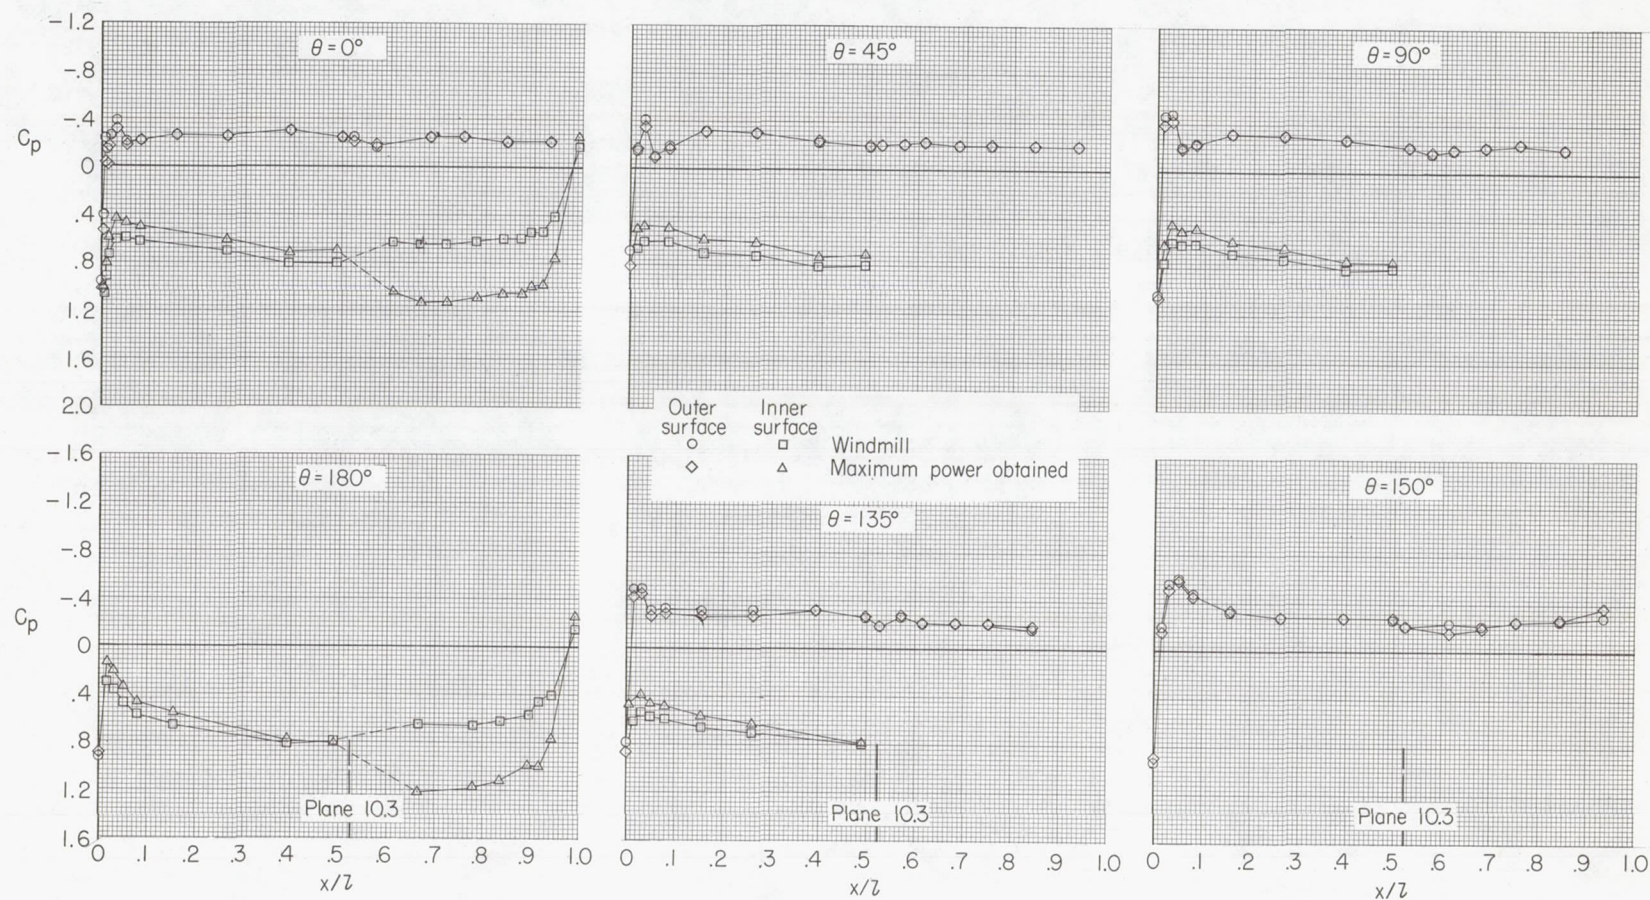 θ=0°
θ=45°
θ=90°
−1.2
−.8
−.4
0
.4
.8
1.2
1.6
2.0
Cp
Outer surface
Inner surface
Windmill
Maximum power obtained
θ=180°
θ=135°
θ=150°
−1.6
−1.2
−.8
−.4
0
.4
.8
1.2
1.6
Cp
Plane 10.3
Plane 10.3
Plane 10.3
0 .1 .2 .3 .4 .5 .6 .7 .8 .9 1.0
0 .1 .2 .3 .4 .5 .6 .7 .8 .9 1.0
0 .1 .2 .3 .4 .5 .6 .7 .8 .9 1.0
x/l
x/l
x/l